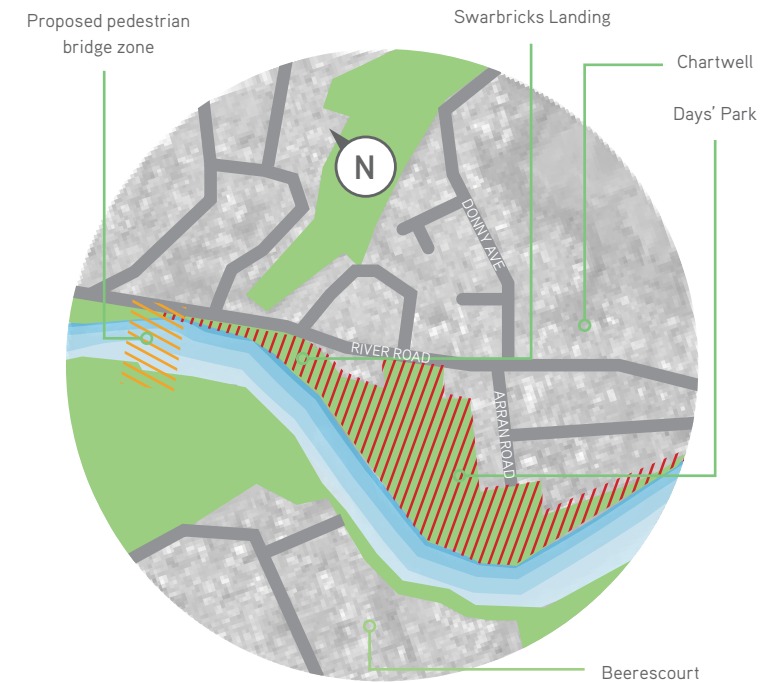 Proposed pedestrian
bridge zone
Swarbricks Landing
Chartwell
Days' Park
N
DONNY AVE
RIVER ROAD
ARRAN ROAD
Beerescourt